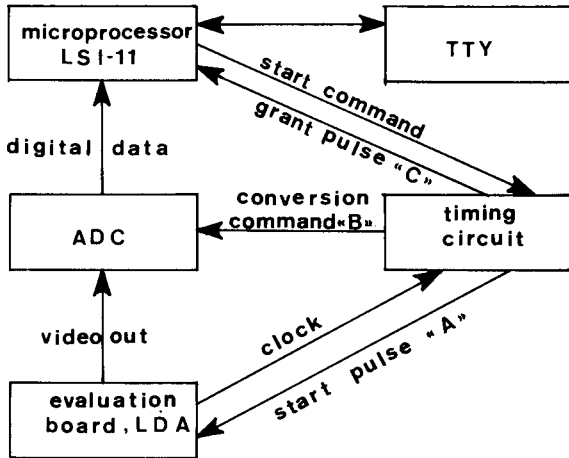 microprocessor
LSI-11
TTY
start command
grant pulse «C»
digital data
conversion
command«B»
timing
circuit
ADC
video out
clock
start pulse «A»
evaluation
board, LDA